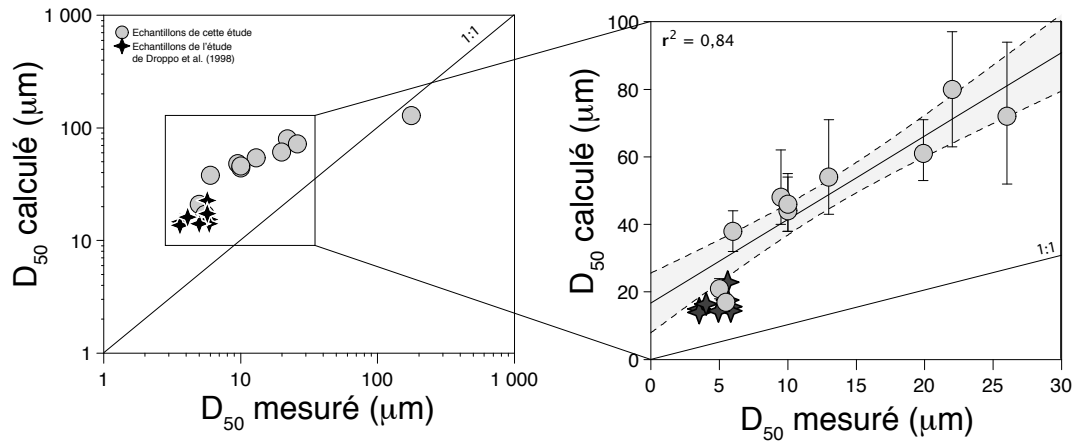 1 000
100
10
1
D50 calculé (μm)
Echantillons de cette étude
Echantillons de l'étude
de Droppo et al. (1998)
1:1
1
10
100
1 000
D50 mesuré (μm)
100
80
60
40
20
0
D50 calculé (μm)
r2 = 0,84
1:1
0
5
10
15
20
25
30
D50 mesuré (μm)